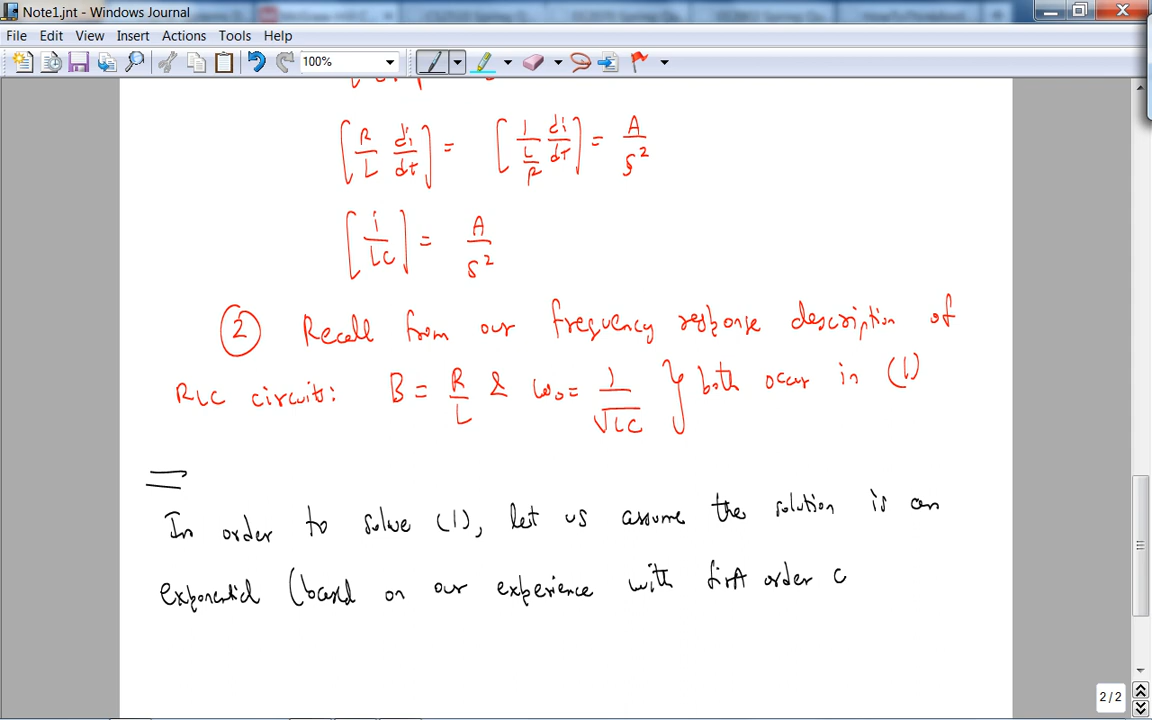 Note1.jnt - Windows Journal
File Edit View Insert Actions Tools Help
100%
[R/L di/dt] = [1/(L/R) di/dt] = A/s²
[i/LC] = A/s²
② Recall from our frequency response description of
RLC circuit: B = R/L & ω₀ = 1/√LC } both occur in (1)
In order to solve (1), let us assume the solution is an
exponential (based on our experience with first order c
2/2